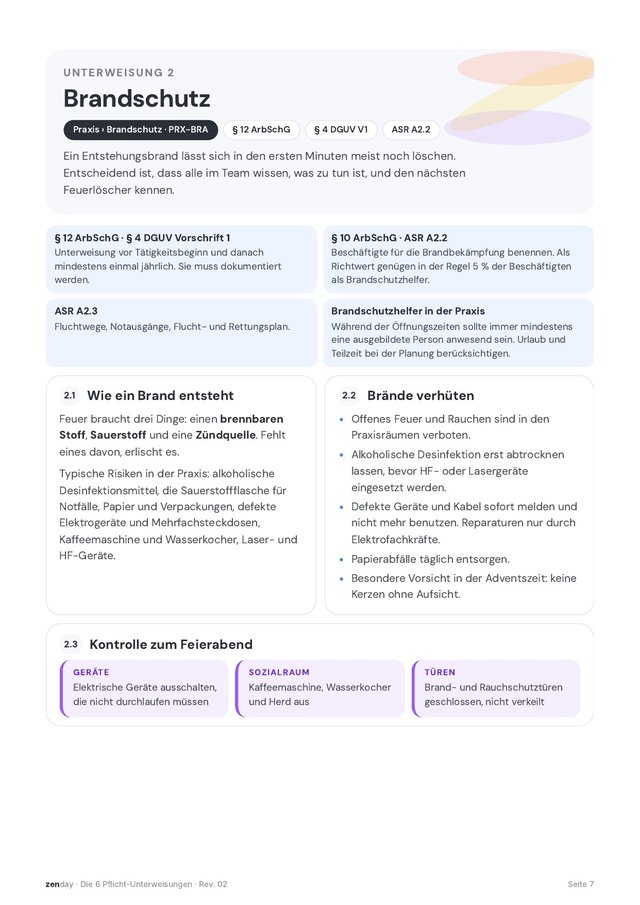 UNTERWEISUNG 2
Brandschutz
Praxis › Brandschutz · PRX-BRA
§ 12 ArbSchG
§ 4 DGUV V1
ASR A2.2
Ein Entstehungsbrand lässt sich in den ersten Minuten meist noch löschen.
Entscheidend ist, dass alle im Team wissen, was zu tun ist, und den nächsten
Feuerlöscher kennen.
§ 12 ArbSchG · § 4 DGUV Vorschrift 1
Unterweisung vor Tätigkeitsbeginn und danach
mindestens einmal jährlich. Sie muss dokumentiert
werden.
§ 10 ArbSchG · ASR A2.2
Beschäftigte für die Brandbekämpfung benennen. Als
Richtwert genügen in der Regel 5 % der Beschäftigten
als Brandschutzhelfer.
ASR A2.3
Fluchtwege, Notausgänge, Flucht- und Rettungsplan.
Brandschutzhelfer in der Praxis
Während der Öffnungszeiten sollte immer mindestens
eine ausgebildete Person anwesend sein. Urlaub und
Teilzeit bei der Planung berücksichtigen.
2.1 Wie ein Brand entsteht
Feuer braucht drei Dinge: einen brennbaren
Stoff, Sauerstoff und eine Zündquelle. Fehlt
eines davon, erlischt es.
Typische Risiken in der Praxis: alkoholische
Desinfektionsmittel, die Sauerstoffflasche für
Notfälle, Papier und Verpackungen, defekte
Elektrogeräte und Mehrfachsteckdosen,
Kaffeemaschine und Wasserkocher, Laser- und
HF-Geräte.
2.2 Brände verhüten
• Offenes Feuer und Rauchen sind in den
Praxisräumen verboten.
• Alkoholische Desinfektion erst abtrocknen
lassen, bevor HF- oder Lasergeräte
eingesetzt werden.
• Defekte Geräte und Kabel sofort melden und
nicht mehr benutzen. Reparaturen nur durch
Elektrofachkräfte.
• Papierabfälle täglich entsorgen.
• Besondere Vorsicht in der Adventszeit: keine
Kerzen ohne Aufsicht.
2.3 Kontrolle zum Feierabend
GERÄTE
Elektrische Geräte ausschalten,
die nicht durchlaufen müssen
SOZIALRAUM
Kaffeemaschine, Wasserkocher
und Herd aus
TÜREN
Brand- und Rauchschutztüren
geschlossen, nicht verkeilt
zenday · Die 6 Pflicht-Unterweisungen · Rev. 02
Seite 7